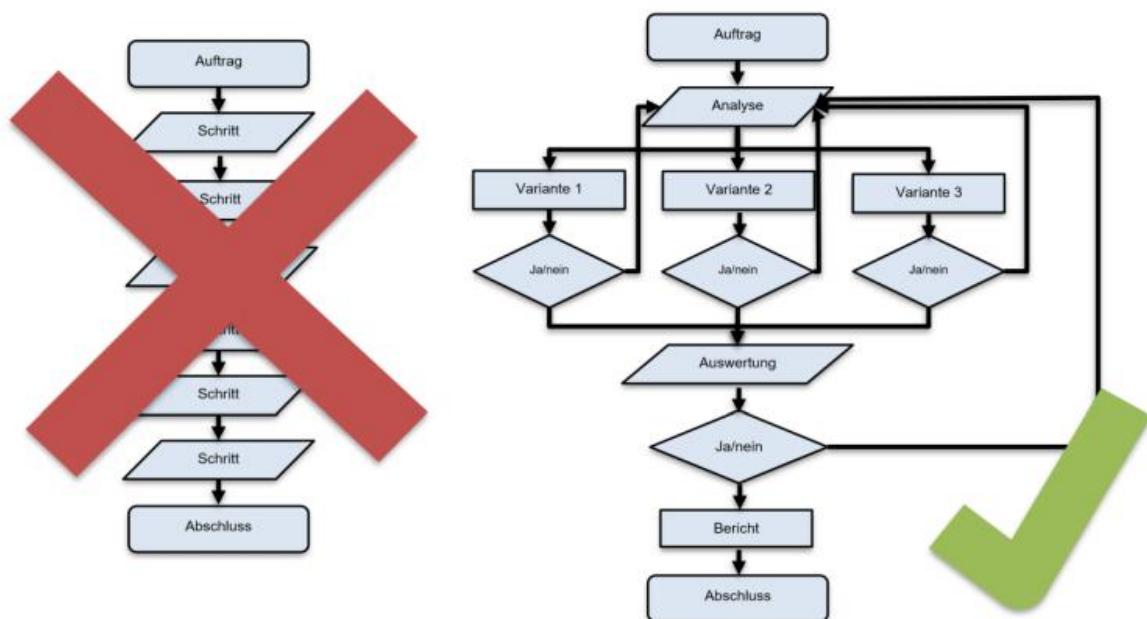 Auftrag
Schritt
Schritt
Schritt
Schritt
Abschluss
Auftrag
Analyse
Variante 1
Variante 2
Variante 3
Ja/nein
Ja/nein
Ja/nein
Auswertung
Ja/nein
Bericht
Abschluss